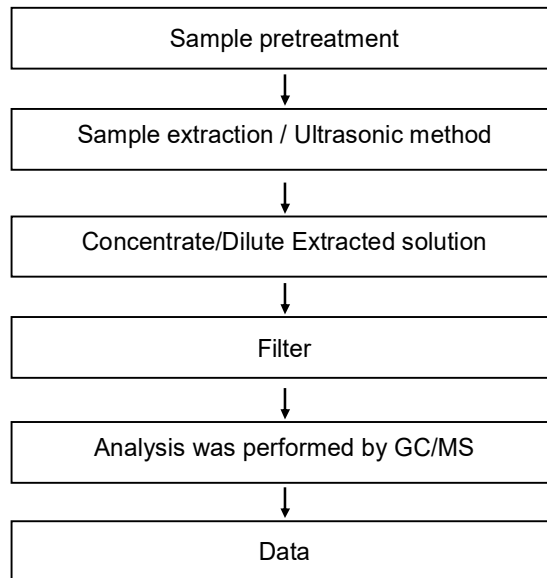 Sample pretreatment
Sample extraction / Ultrasonic method
Concentrate/Dilute Extracted solution
Filter
Analysis was performed by GC/MS
Data